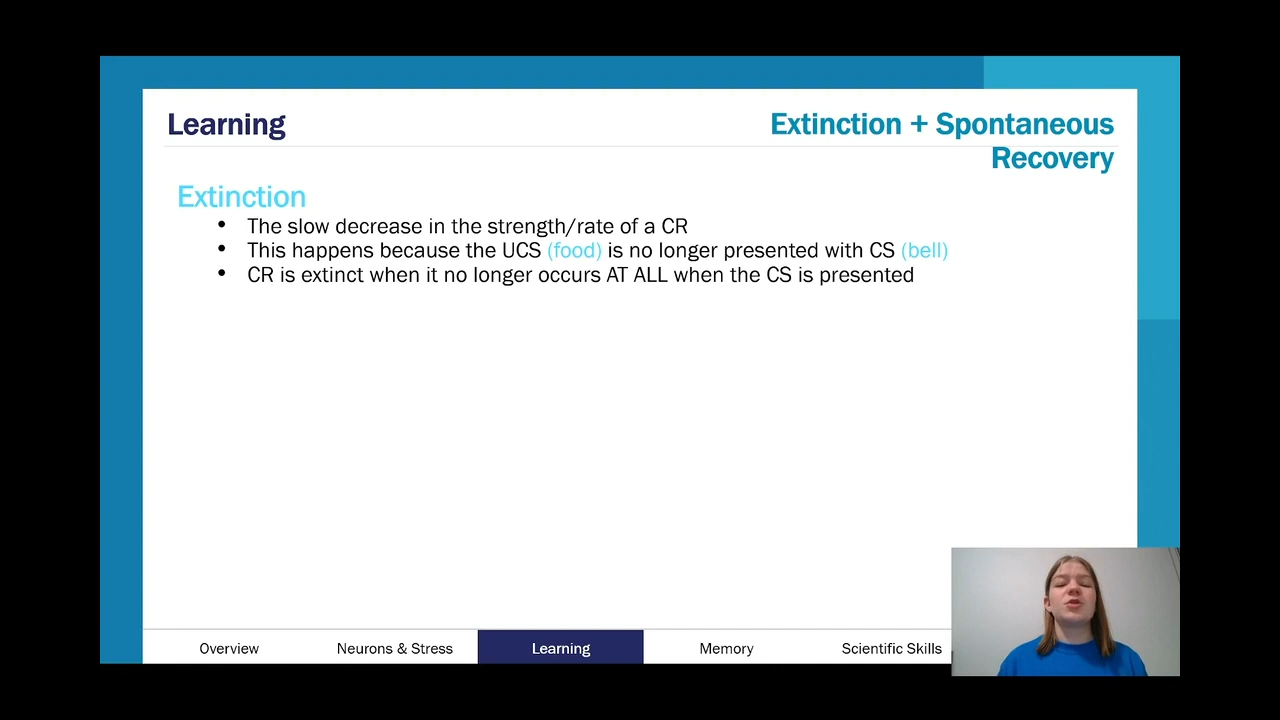 Learning
Extinction + Spontaneous
Recovery
Extinction
• The slow decrease in the strength/rate of a CR
• This happens because the UCS (food) is no longer presented with CS (bell)
• CR is extinct when it no longer occurs AT ALL when the CS is presented
Overview
Neurons & Stress
Learning
Memory
Scientific Skills